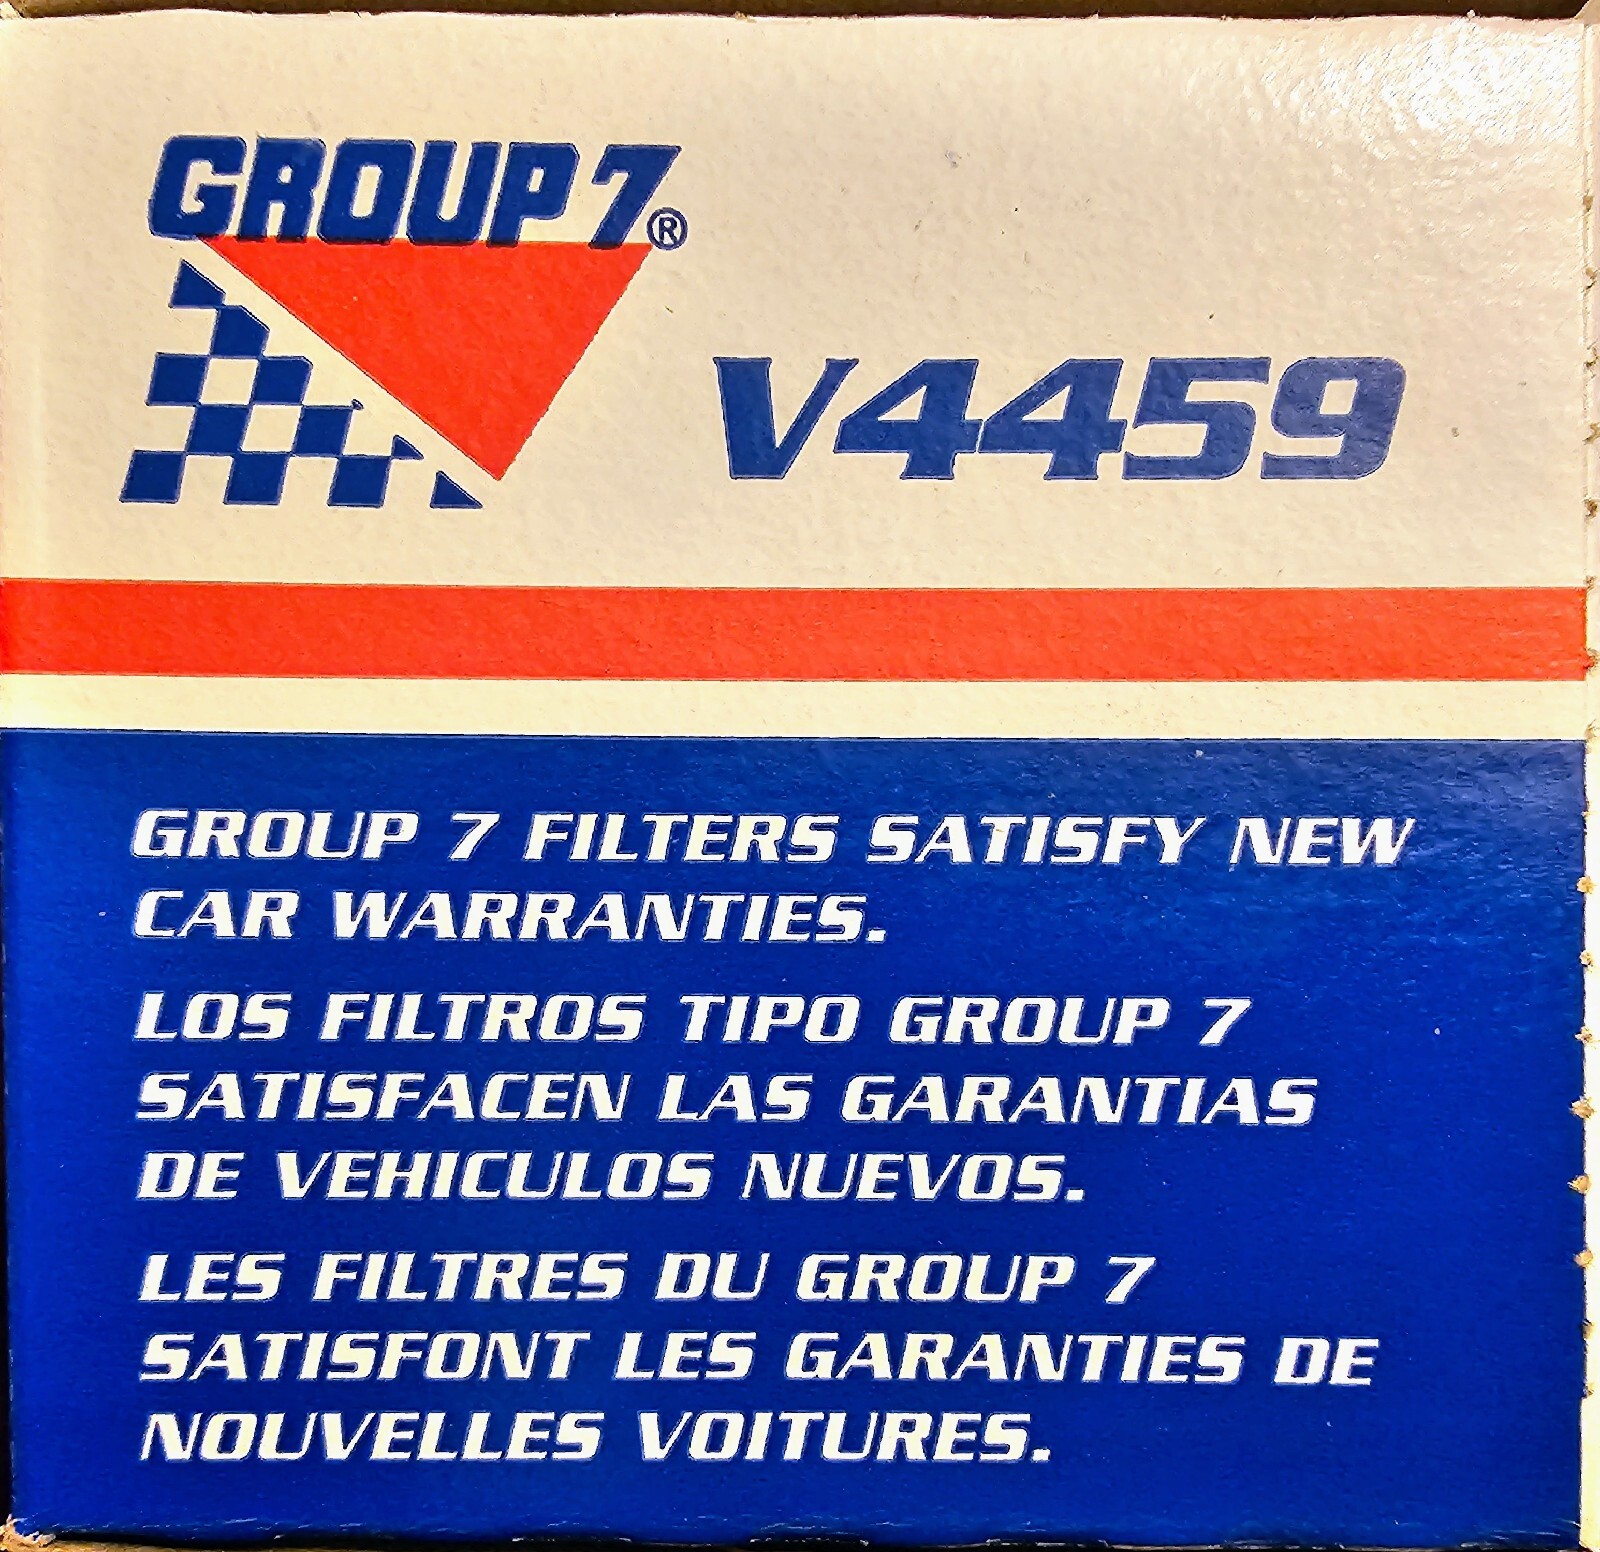 GROUP 7®
V4459
GROUP 7 FILTERS SATISFY NEW
CAR WARRANTIES.
LOS FILTROS TIPO GROUP 7
SATISFACEN LAS GARANTIAS
DE VEHICULOS NUEVOS.
LES FILTRES DU GROUP 7
SATISFONT LES GARANTIES DE
NOUVELLES VOITURES.